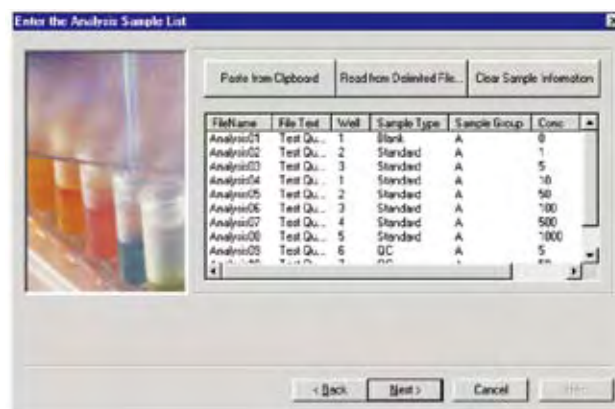 Enter the Analysis Sample List
Paste from Clipboard Read from Delimited File... Clear Sample Information
FileName File Text Well Sample Type Sample Group Conc
Analysis01 Test Qu... 1 Blank A 0
Analysis02 Test Qu... 2 Standard A 1
Analysis03 Test Qu... 3 Standard A 5
Analysis04 Test Qu... 1 Standard A 10
Analysis05 Test Qu... 2 Standard A 50
Analysis06 Test Qu... 3 Standard A 100
Analysis07 Test Qu... 4 Standard A 500
Analysis08 Test Qu... 5 Standard A 1000
Analysis09 Test Qu... 6 QC A 5
< Back Next > Cancel